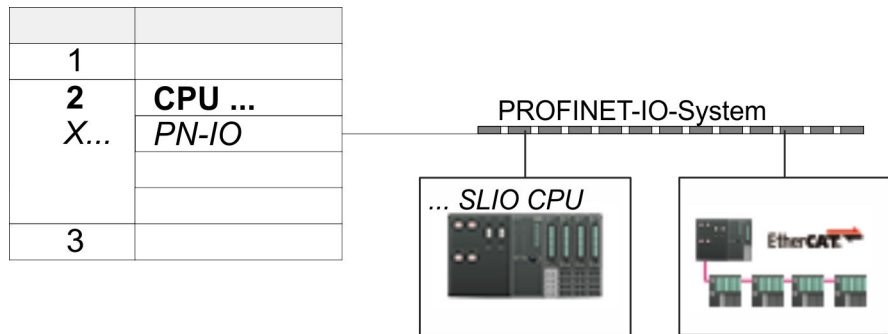 1
2 CPU ...
X... PN-IO
3
PROFINET-IO-System
... SLIO CPU
EtherCAT